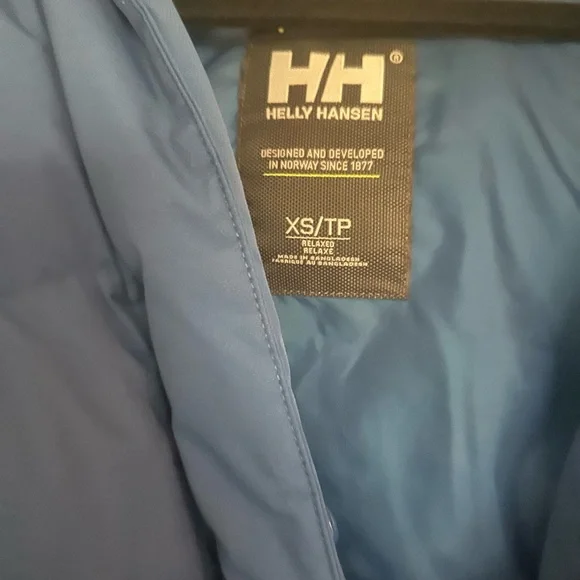 HH®
HELLY HANSEN
DESIGNED AND DEVELOPED
IN NORWAY SINCE 1877
XS/TP
RELAXED
RELAXÉ
MADE IN BANGLADESH
FABRIQUÉ AU BANGLADESH